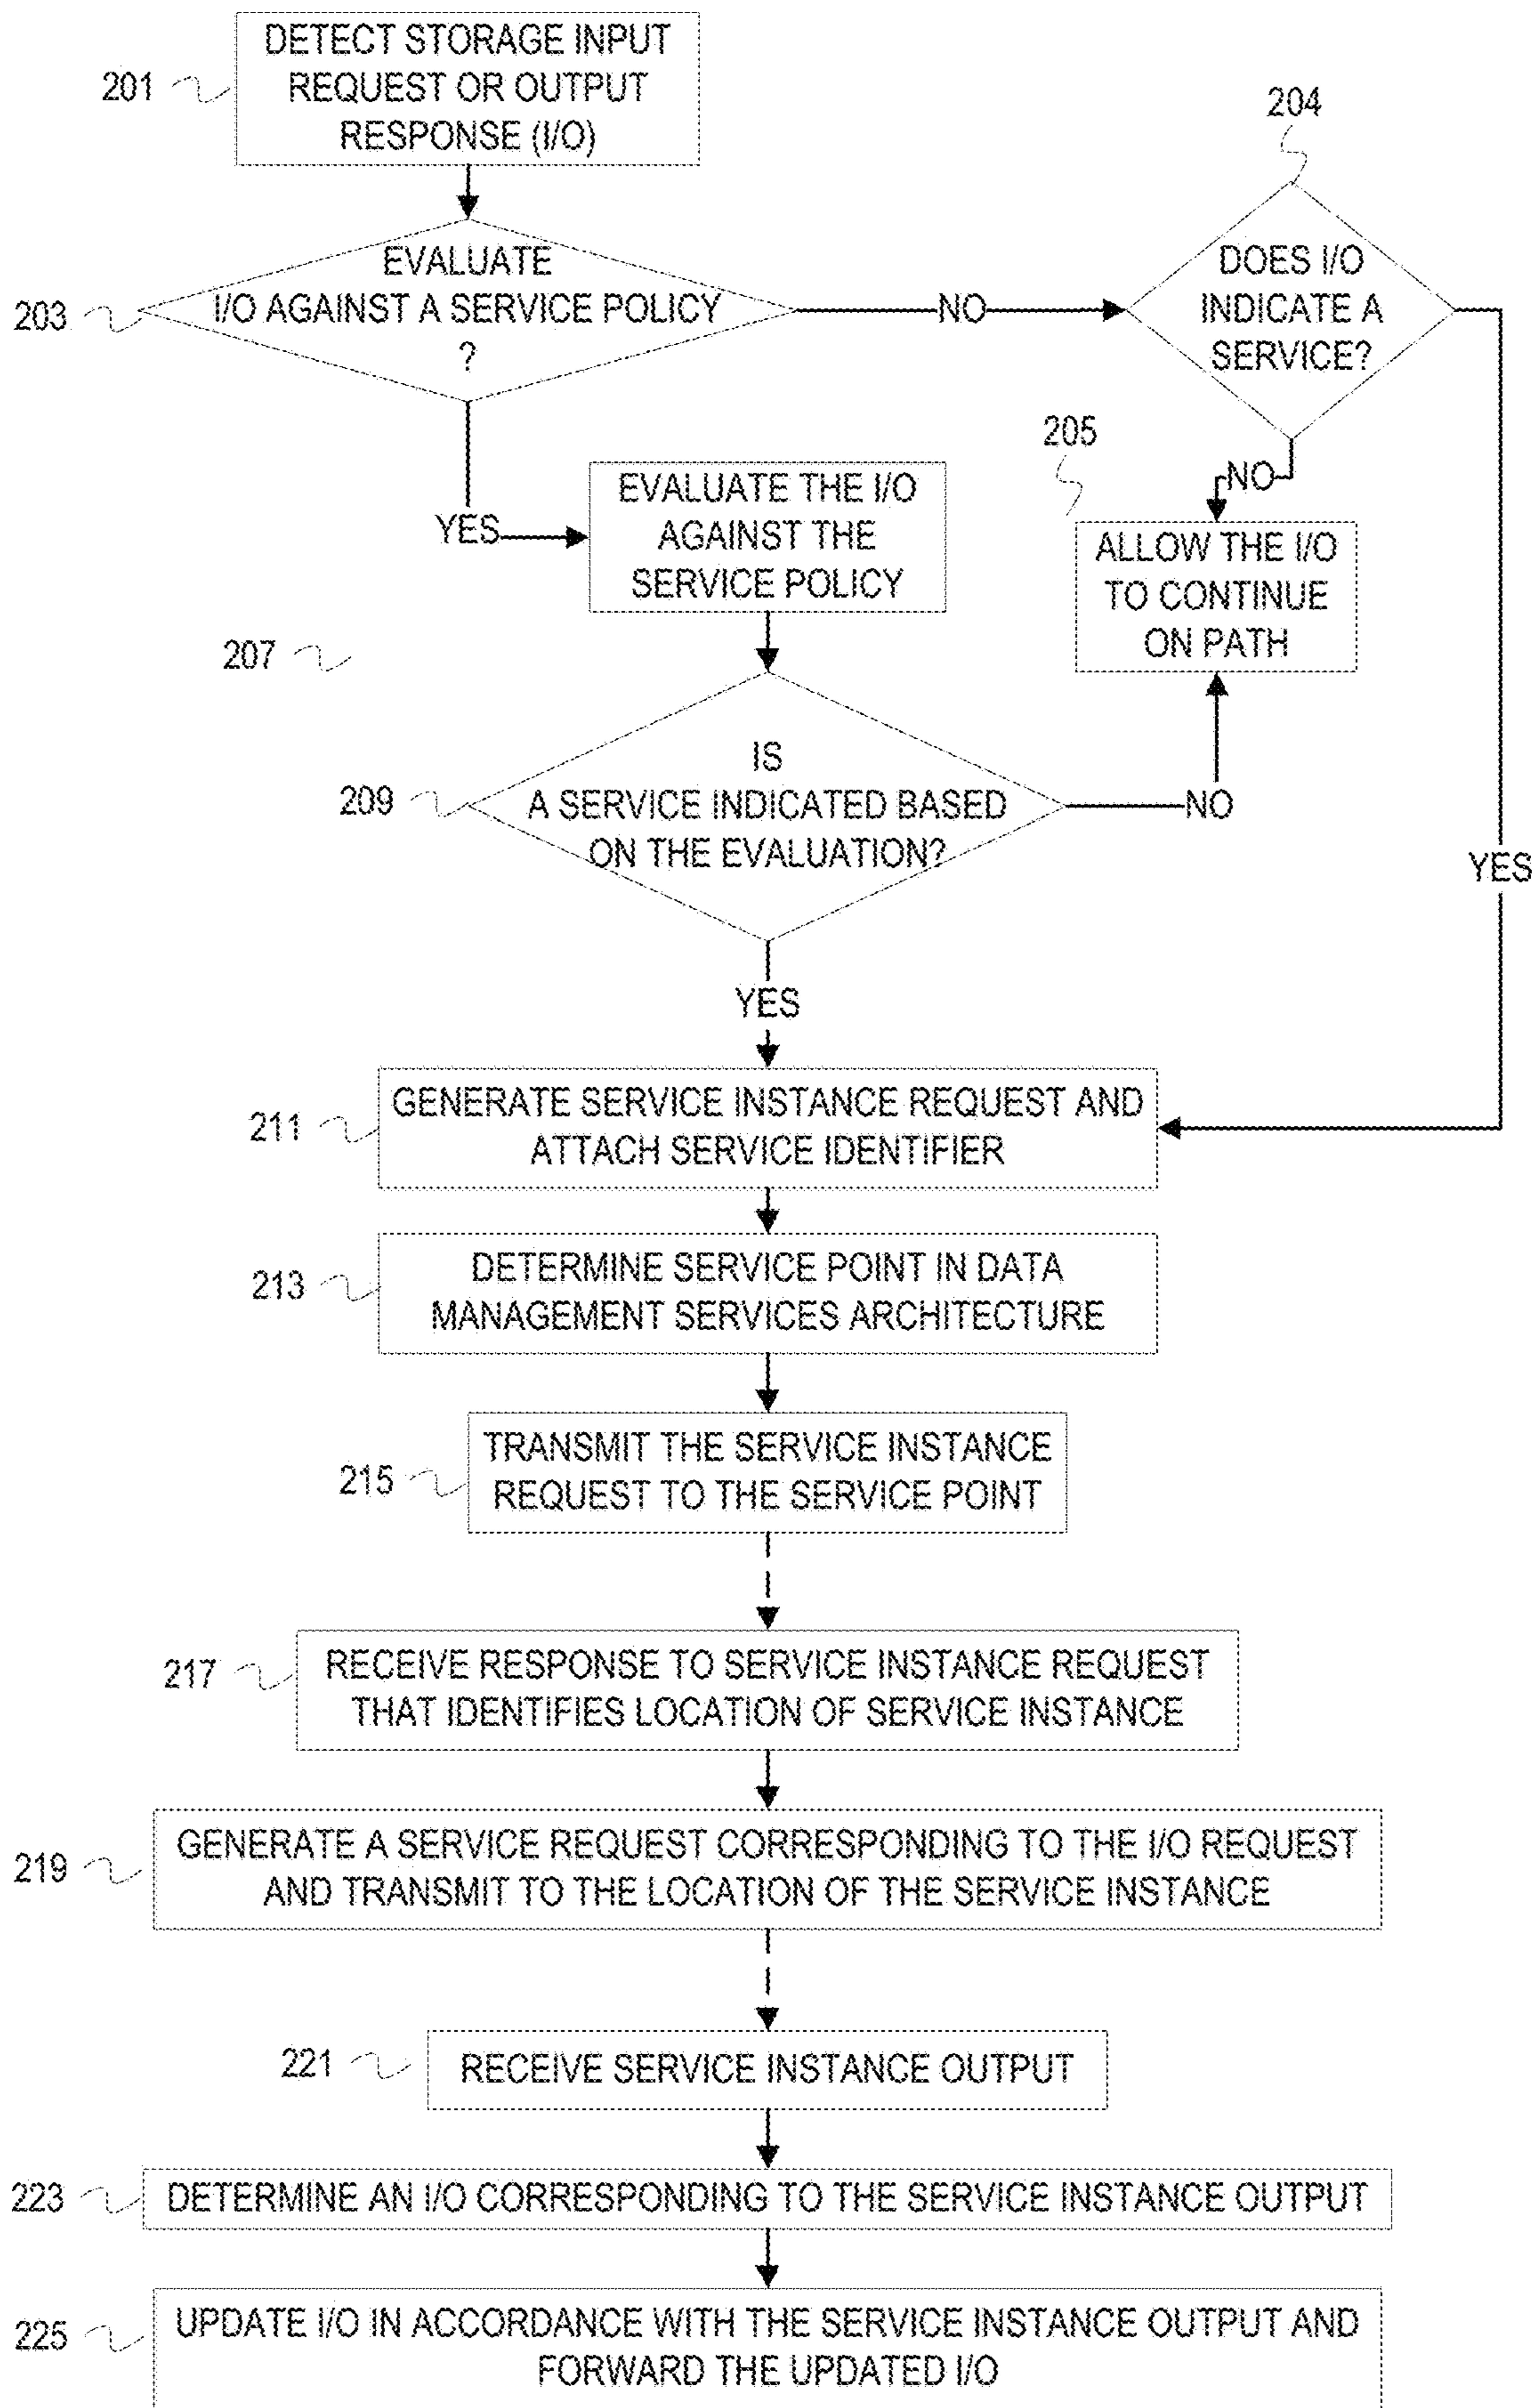 DETECT STORAGE INPUT
REQUEST OR OUTPUT
RESPONSE (I/O)
201
204
EVALUATE
I/O AGAINST A SERVICE POLICY
?
203
NO
DOES I/O
INDICATE A
SERVICE?
205
NO
YES
EVALUATE THE I/O
AGAINST THE
SERVICE POLICY
ALLOW THE I/O
TO CONTINUE
ON PATH
207
IS
A SERVICE INDICATED BASED
ON THE EVALUATION?
209
NO
YES
YES
GENERATE SERVICE INSTANCE REQUEST AND
ATTACH SERVICE IDENTIFIER
211
DETERMINE SERVICE POINT IN DATA
MANAGEMENT SERVICES ARCHITECTURE
213
TRANSMIT THE SERVICE INSTANCE
REQUEST TO THE SERVICE POINT
215
RECEIVE RESPONSE TO SERVICE INSTANCE REQUEST
THAT IDENTIFIES LOCATION OF SERVICE INSTANCE
217
GENERATE A SERVICE REQUEST CORRESPONDING TO THE I/O REQUEST
AND TRANSMIT TO THE LOCATION OF THE SERVICE INSTANCE
219
221
RECEIVE SERVICE INSTANCE OUTPUT
223
DETERMINE AN I/O CORRESPONDING TO THE SERVICE INSTANCE OUTPUT
UPDATE I/O IN ACCORDANCE WITH THE SERVICE INSTANCE OUTPUT AND
FORWARD THE UPDATED I/O
225